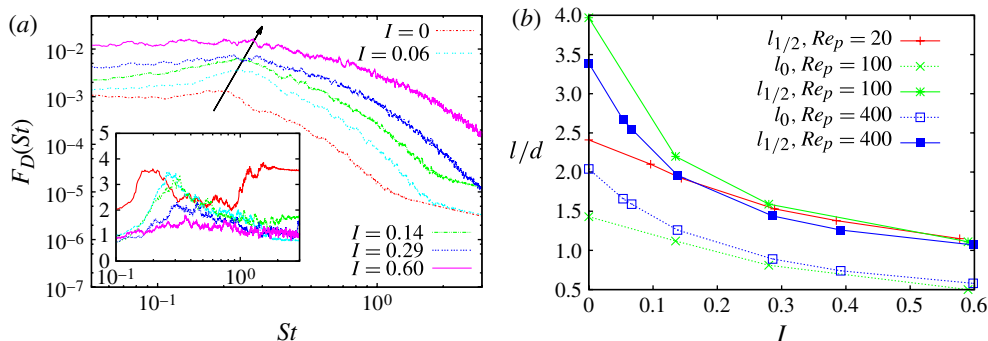 (a)
I = 0
I = 0.06
10⁻²
10⁻³
10⁻⁴
10⁻⁵
10⁻⁶
10⁻⁷
F_D(St)
5
4
3
2
1
0
10⁻¹ 10⁰
I = 0.14
I = 0.29
I = 0.60
10⁻¹ 10⁰
St
(b)
4.0
3.5
3.0
2.5
2.0
1.5
1.0
0.5
l/d
l_{1/2}, Re_p = 20
l_0, Re_p = 100
l_{1/2}, Re_p = 100
l_0, Re_p = 400
l_{1/2}, Re_p = 400
0 0.1 0.2 0.3 0.4 0.5 0.6
I